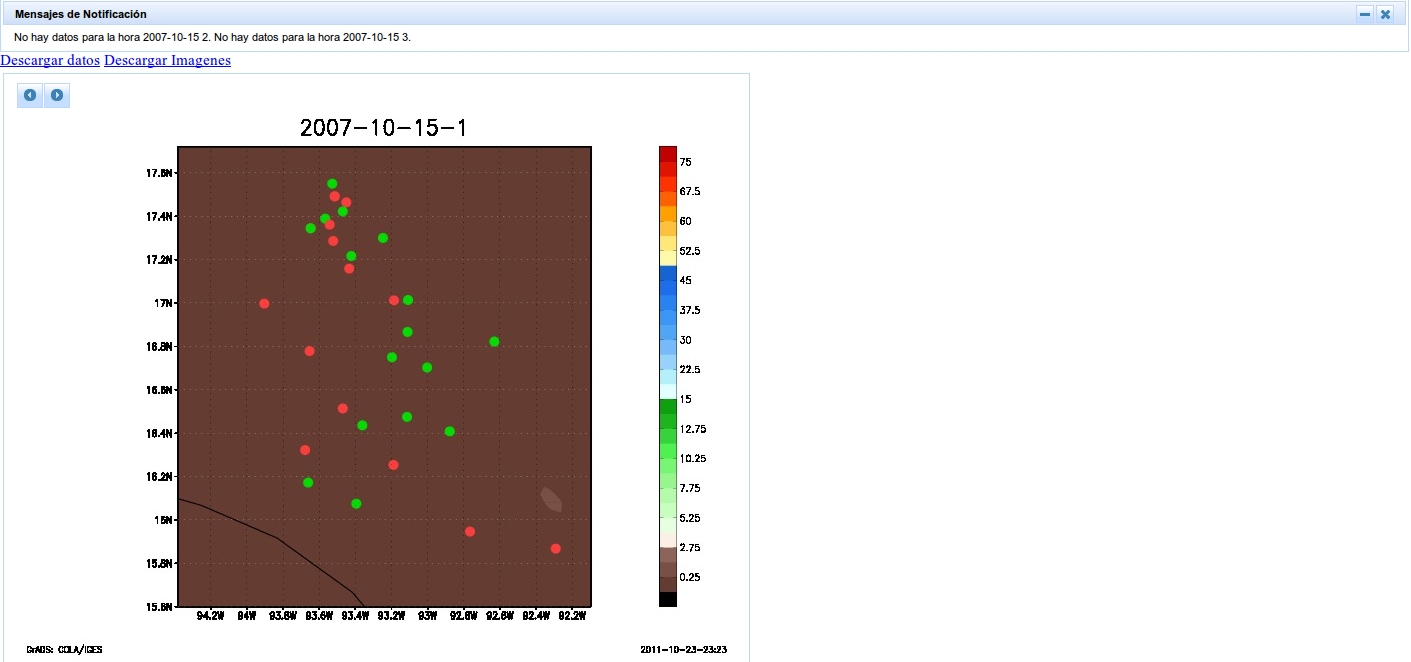 Mensajes de Notificación
No hay datos para la hora 2007-10-15 2. No hay datos para la hora 2007-10-15 3.
Descargar datos Descargar Imagenes
2007-10-15-1
17.6N
17.4N
17.2N
17N
16.8N
16.6N
16.4N
16.2N
16N
15.8N
15.6N
94.2W 94W 93.8W 93.6W 93.4W 93.2W 93W 92.8W 92.6W 92.4W 92.2W
75
67.5
60
52.5
45
37.5
30
22.5
15
12.75
10.25
7.75
5.25
2.75
0.25
GrADS: COLA/IGES
2011-10-23-23:23